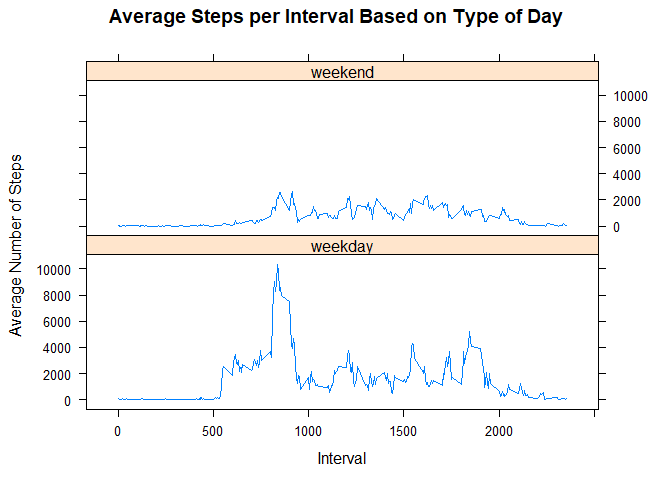 Average Steps per Interval Based on Type of Day
weekend
10000
8000
6000
4000
2000
0
Average Number of Steps
weekday
10000
8000
6000
4000
2000
0
0 500 1000 1500 2000
Interval